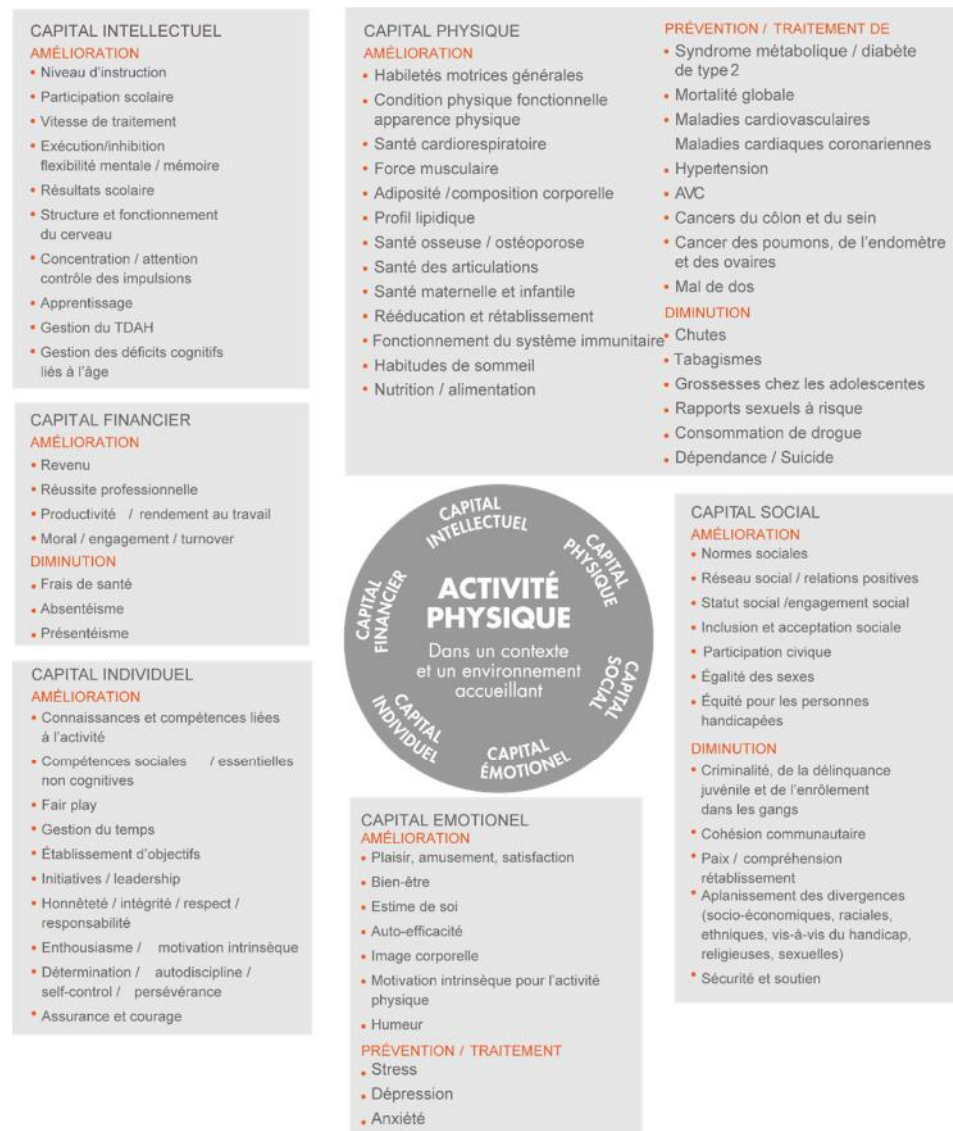 CAPITAL INTELLECTUEL
AMÉLIORATION
• Niveau d'instruction
• Participation scolaire
• Vitesse de traitement
• Exécution/inhibition
flexibilité mentale / mémoire
• Résultats scolaire
• Structure et fonctionnement
du cerveau
• Concentration / attention
contrôle des impulsions
• Apprentissage
• Gestion du TDAH
• Gestion des déficits cognitifs
liés à l'âge
CAPITAL PHYSIQUE
AMÉLIORATION
• Habiletés motrices générales
• Condition physique fonctionnelle
apparence physique
• Santé cardiorespiratoire
• Force musculaire
• Adiposité / composition corporelle
• Profil lipidique
• Santé osseuse / ostéoporose
• Santé des articulations
• Santé maternelle et infantile
• Rééducation et rétablissement
• Fonctionnement du système immunitaire
• Habitudes de sommeil
• Nutrition / alimentation
PRÉVENTION / TRAITEMENT DE
• Syndrome métabolique / diabète
de type 2
• Mortalité globale
• Maladies cardiovasculaires
Maladies cardiaques coronariennes
• Hypertension
• AVC
• Cancers du côlon et du sein
• Cancer des poumons, de l'endomètre
et des ovaires
• Mal de dos
DIMINUTION
• Chutes
• Tabagismes
• Grossesses chez les adolescentes
• Rapports sexuels à risque
• Consommation de drogue
• Dépendance / Suicide
CAPITAL FINANCIER
AMÉLIORATION
• Revenu
• Réussite professionnelle
• Productivité / rendement au travail
• Moral / engagement / turnover
DIMINUTION
• Frais de santé
• Absentéisme
• Présentéisme
CAPITAL
INTELLECTUEL
CAPITAL
PHYSIQUE
CAPITAL
SOCIAL
CAPITAL
ÉMOTIONEL
CAPITAL
INDIVIDUEL
CAPITAL
FINANCIER
ACTIVITÉ
PHYSIQUE
Dans un contexte
et un environnement
accueillant
CAPITAL SOCIAL
AMÉLIORATION
• Normes sociales
• Réseau social / relations positives
• Statut social /engagement social
• Inclusion et acceptation sociale
• Participation civique
• Égalité des sexes
• Équité pour les personnes
handicapées
DIMINUTION
• Criminalité, de la délinquance
juvénile et de l'enrôlement
dans les gangs
• Cohésion communautaire
• Paix / compréhension
rétablissement
• Aplanissement des divergences
(socio-économiques, raciales,
ethniques, vis-à-vis du handicap,
religieuses, sexuelles)
• Sécurité et soutien
CAPITAL INDIVIDUEL
AMÉLIORATION
• Connaissances et compétences liées
à l'activité
• Compétences sociales / essentielles
non cognitives
• Fair play
• Gestion du temps
• Établissement d'objectifs
• Initiatives / leadership
• Honnêteté / intégrité / respect /
responsabilité
• Enthousiasme / motivation intrinsèque
• Détermination / autodiscipline /
self-control / persévérance
• Assurance et courage
CAPITAL EMOTIONEL
AMÉLIORATION
• Plaisir, amusement, satisfaction
• Bien-être
• Estime de soi
• Auto-efficacité
• Image corporelle
• Motivation intrinsèque pour l'activité
physique
• Humeur
PRÉVENTION / TRAITEMENT
• Stress
• Dépression
• Anxiété